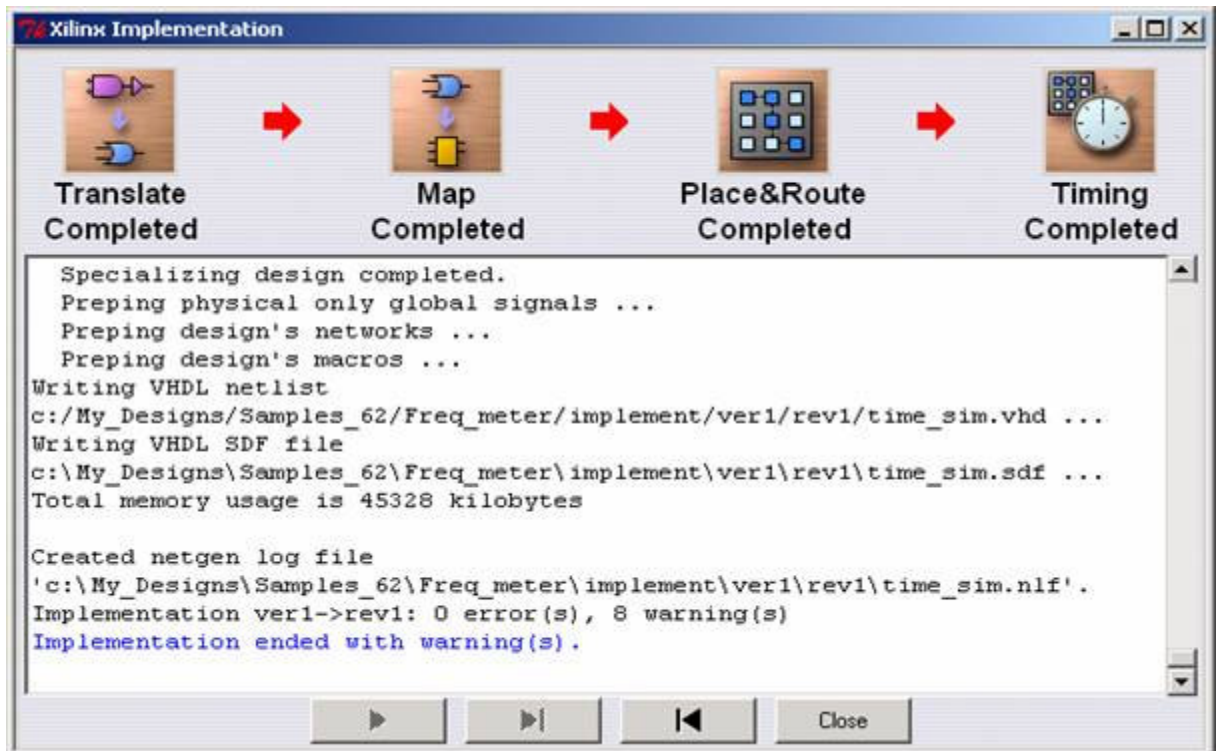 Xilinx Implementation
Translate Completed
Map Completed
Place&Route Completed
Timing Completed
Specializing design completed.
Preping physical only global signals ...
Preping design's networks ...
Preping design's macros ...
Writing VHDL netlist
c:/My_Designs/Samples_62/Freq_meter/implement/ver1/rev1/time_sim.vhd ...
Writing VHDL SDF file
c:\My_Designs\Samples_62\Freq_meter\implement\ver1\rev1\time_sim.sdf ...
Total memory usage is 45328 kilobytes
Created netgen log file
'c:\My_Designs\Samples_62\Freq_meter\implement\ver1\rev1\time_sim.nlf'.
Implementation ver1->rev1: 0 error(s), 8 warning(s)
Implementation ended with warning(s).
Close